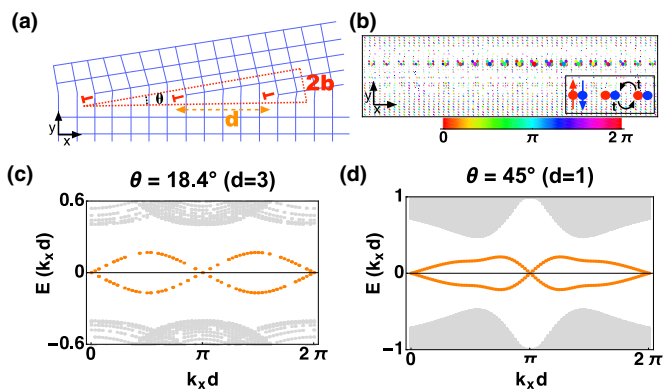 (a)
θ
2b
d
y
x
(b)
y
x
t
t
0
π
2 π
(c)
θ = 18.4° (d=3)
E (kₓd)
0.6
0
−0.6
0
π
2 π
kₓd
(d)
θ = 45° (d=1)
E (kₓd)
1
0
−1
0
π
2 π
kₓd